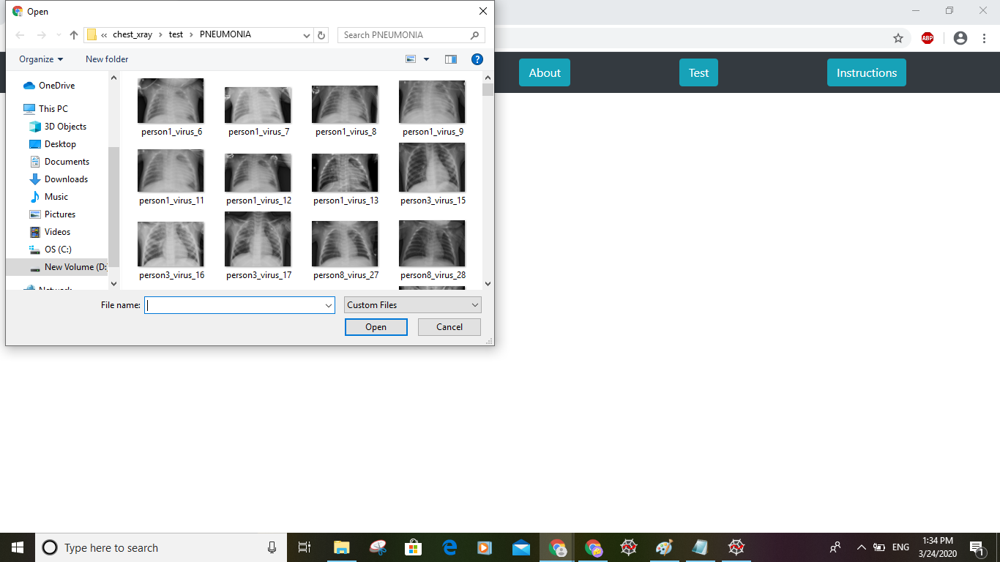 Open
« chest_xray > test > PNEUMONIA
Search PNEUMONIA
Organize
New folder
ABP
About
Test
Instructions
OneDrive
This PC
3D Objects
Desktop
Documents
Downloads
Music
Pictures
Videos
OS (C:)
New Volume (D:
Network
person1_virus_6
person1_virus_7
person1_virus_8
person1_virus_9
person1_virus_11
person1_virus_12
person1_virus_13
person3_virus_15
person3_virus_16
person3_virus_17
person8_virus_27
person8_virus_28
File name:
Custom Files
Open
Cancel
Type here to search
ENG
1:34 PM
3/24/2020
1